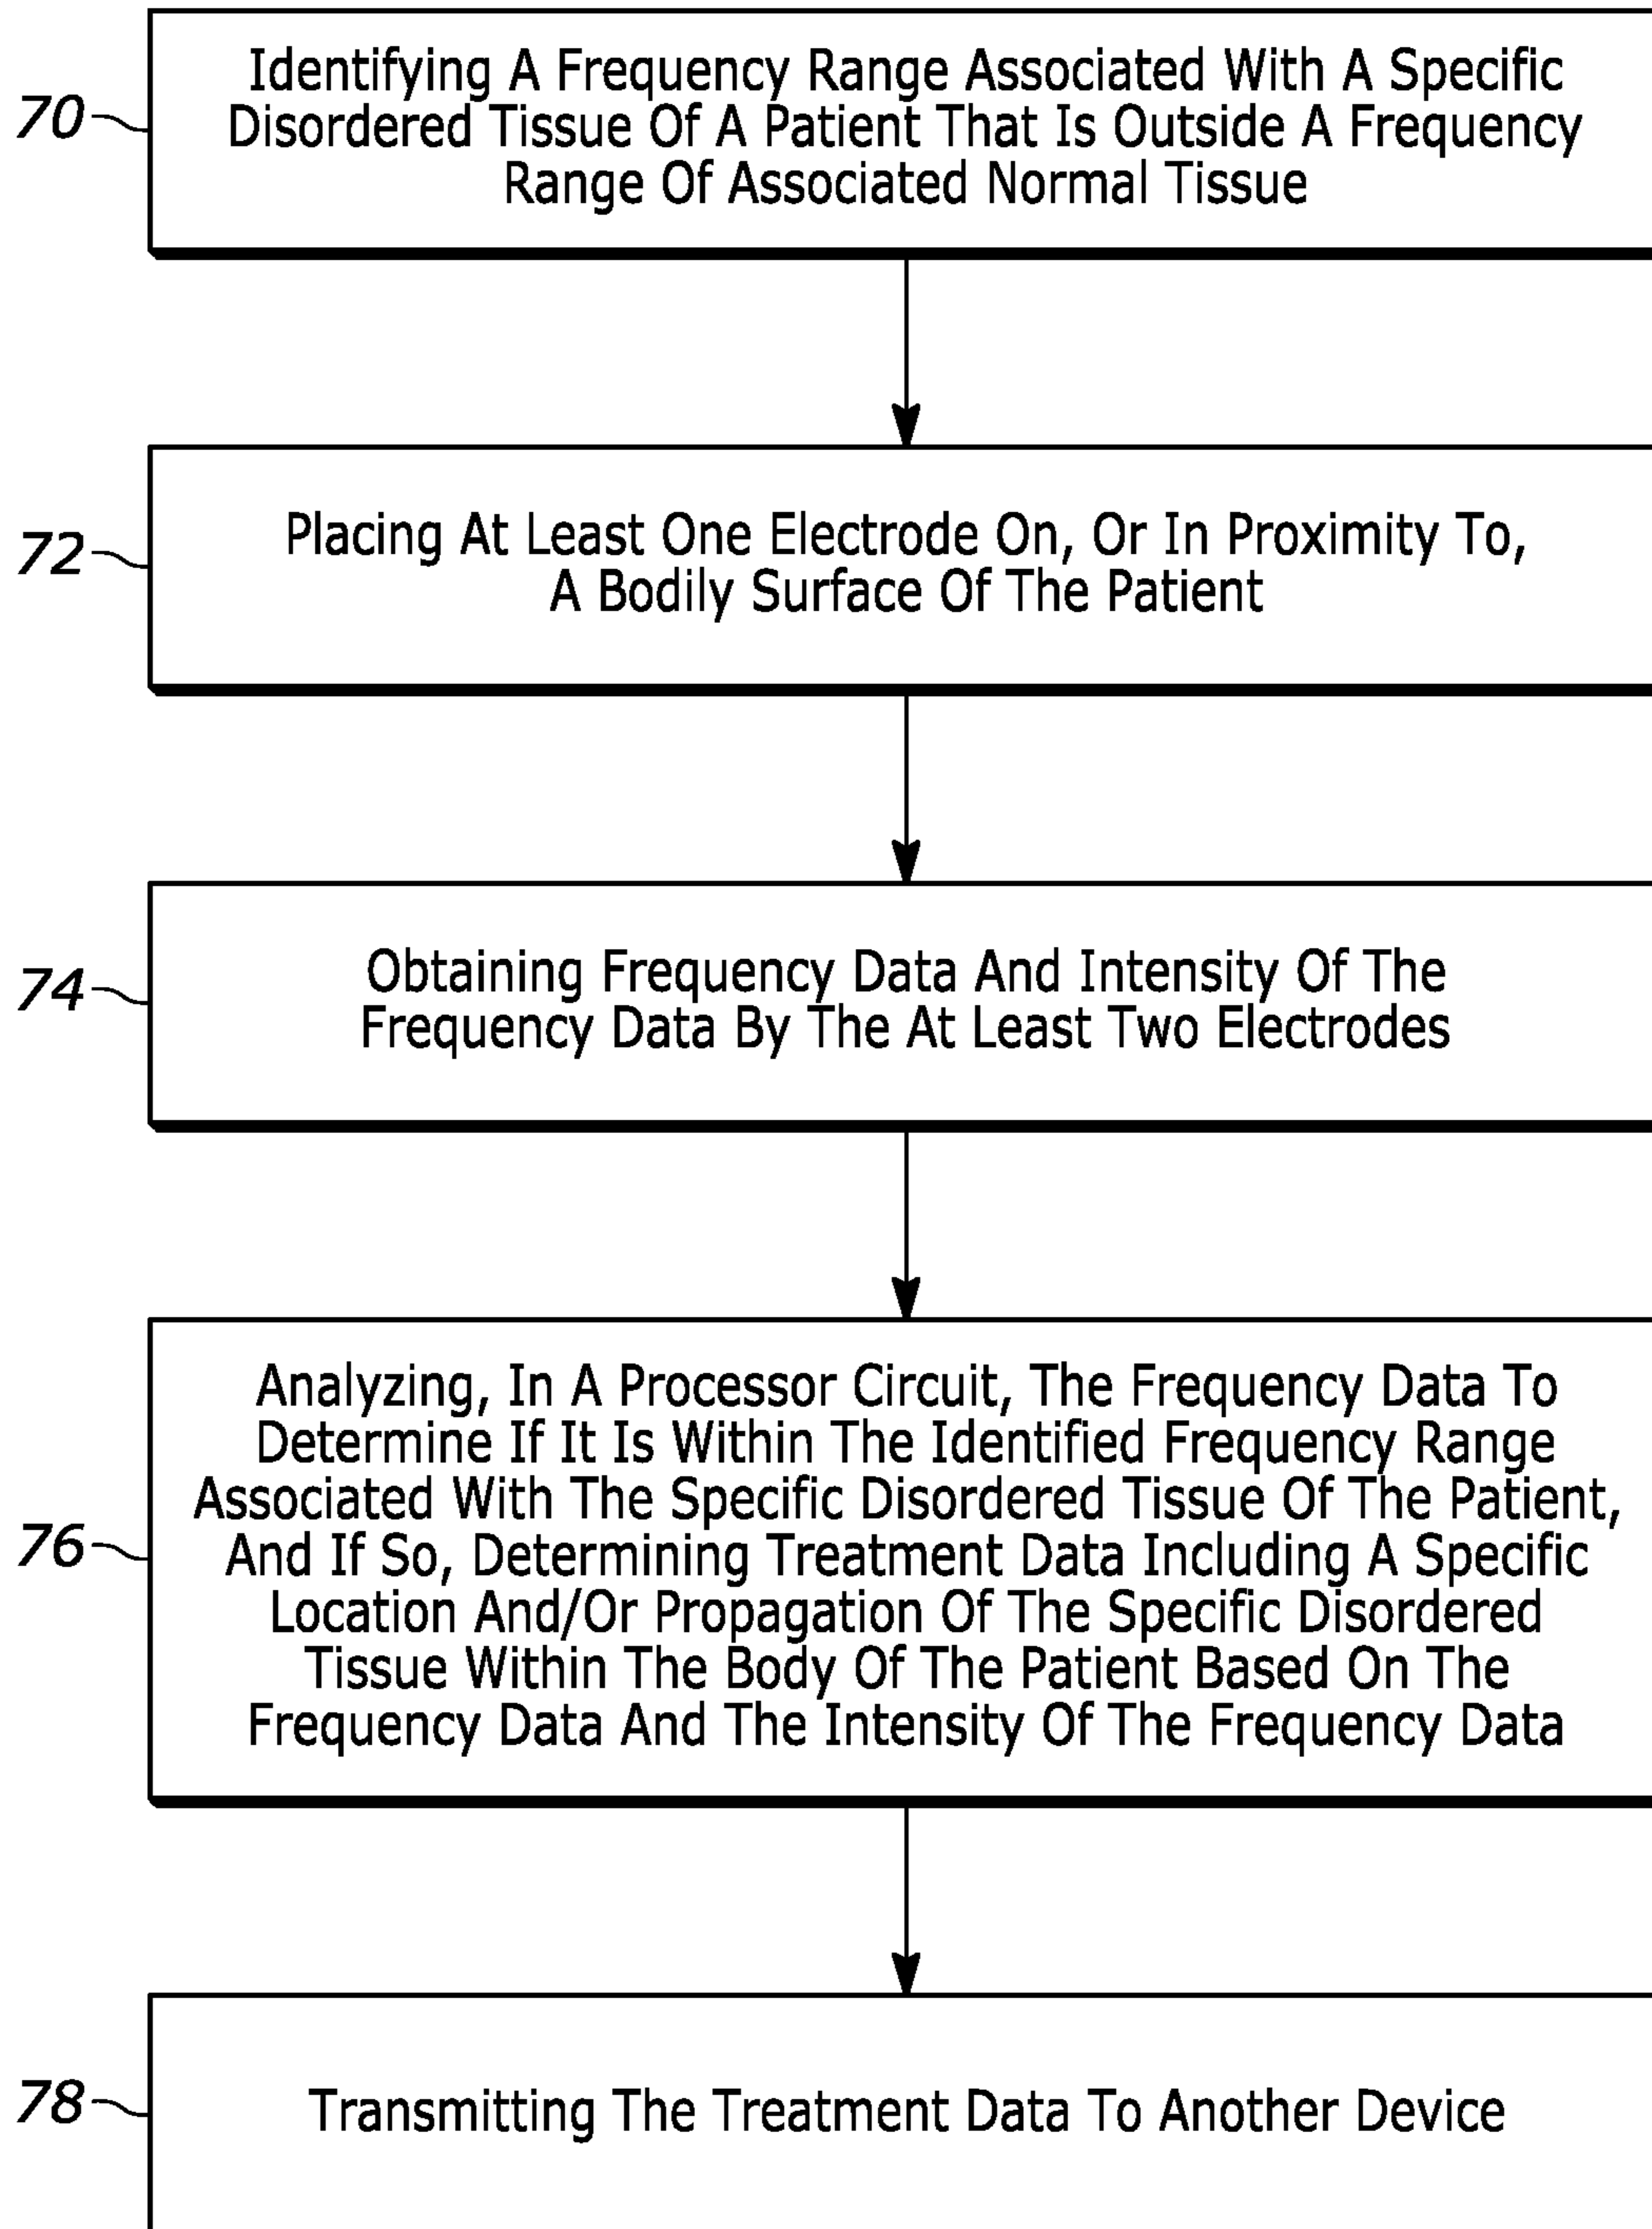 70
Identifying A Frequency Range Associated With A Specific
Disordered Tissue Of A Patient That Is Outside A Frequency
Range Of Associated Normal Tissue
72
Placing At Least One Electrode On, Or In Proximity To,
A Bodily Surface Of The Patient
74
Obtaining Frequency Data And Intensity Of The
Frequency Data By The At Least Two Electrodes
76
Analyzing, In A Processor Circuit, The Frequency Data To
Determine If It Is Within The Identified Frequency Range
Associated With The Specific Disordered Tissue Of The Patient,
And If So, Determining Treatment Data Including A Specific
Location And/Or Propagation Of The Specific Disordered
Tissue Within The Body Of The Patient Based On The
Frequency Data And The Intensity Of The Frequency Data
78
Transmitting The Treatment Data To Another Device